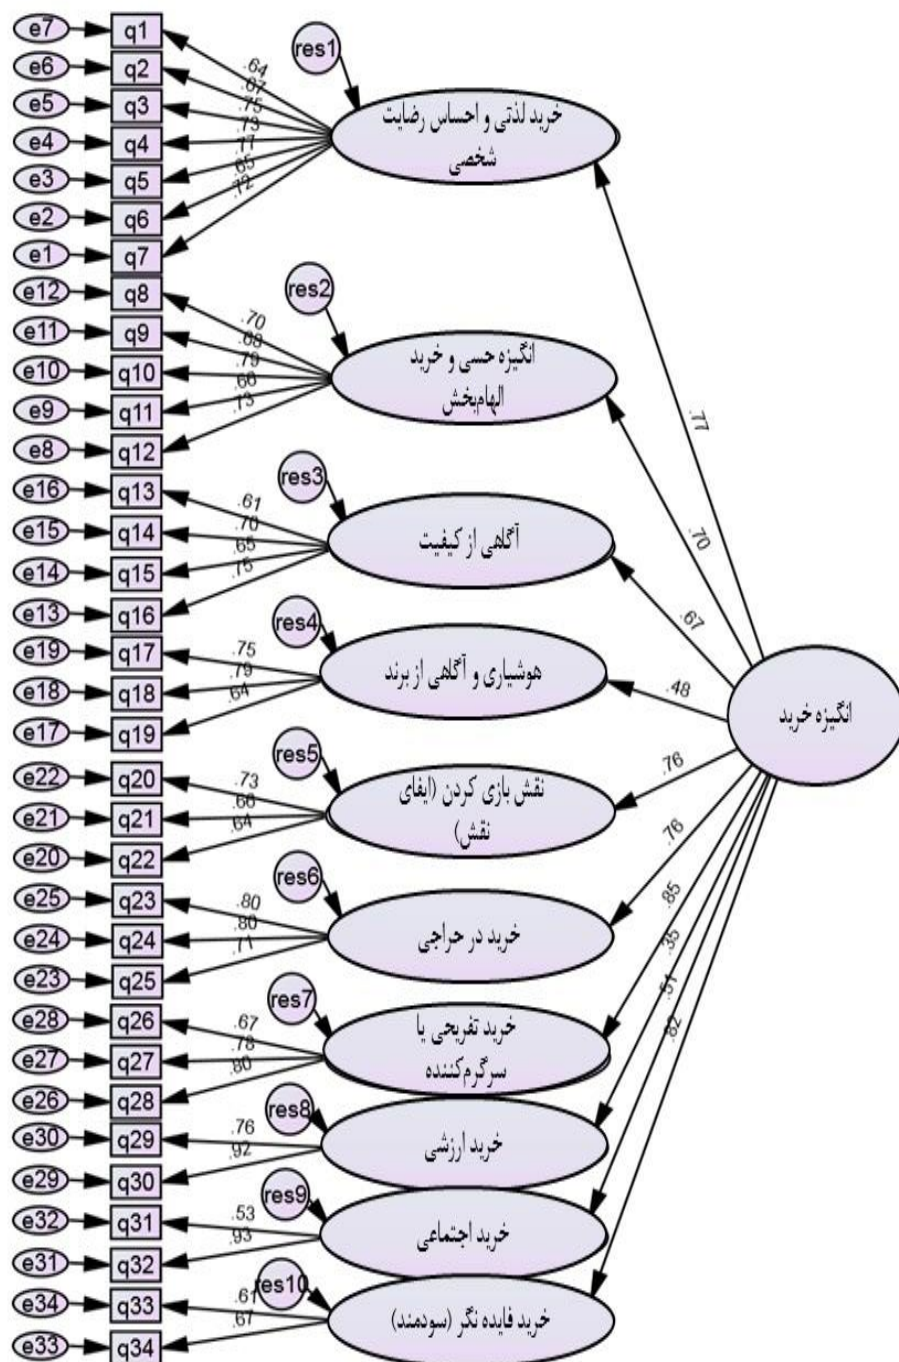 e7 q1
e6 q2
e5 q3
e4 q4
e3 q5
e2 q6
e1 q7
.64
.67
.75
.73
.77
.65
.72
res1
خرید لذتی و احساس رضایت
شخصی
.77
e12 q8
e11 q9
e10 q10
e9 q11
e8 q12
.70
.68
.79
.66
.73
res2
انگیزه حسی و خرید
الهام‌بخش
.70
e16 q13
e15 q14
e14 q15
e13 q16
.61
.70
.65
.75
res3
آگاهی از کیفیت
.67
e19 q17
e18 q18
e17 q19
.75
.79
.64
res4
هوشیاری و آگاهی از برند
.48
انگیزه خرید
e22 q20
e21 q21
e20 q22
.73
.66
.64
res5
نقش بازی کردن (ایفای
نقش)
.76
e25 q23
e24 q24
e23 q25
.80
.80
.71
res6
خرید در حراجی
.76
e28 q26
e27 q27
e26 q28
.67
.78
.80
res7
خرید تفریحی یا
سرگرم‌کننده
.85
e30 q29
e29 q30
.76
.92
res8
خرید ارزشی
.35
e32 q31
e31 q32
.53
.93
res9
خرید اجتماعی
.51
e34 q33
e33 q34
.61
.67
res10
خرید فایده نگر (سودمند)
.82